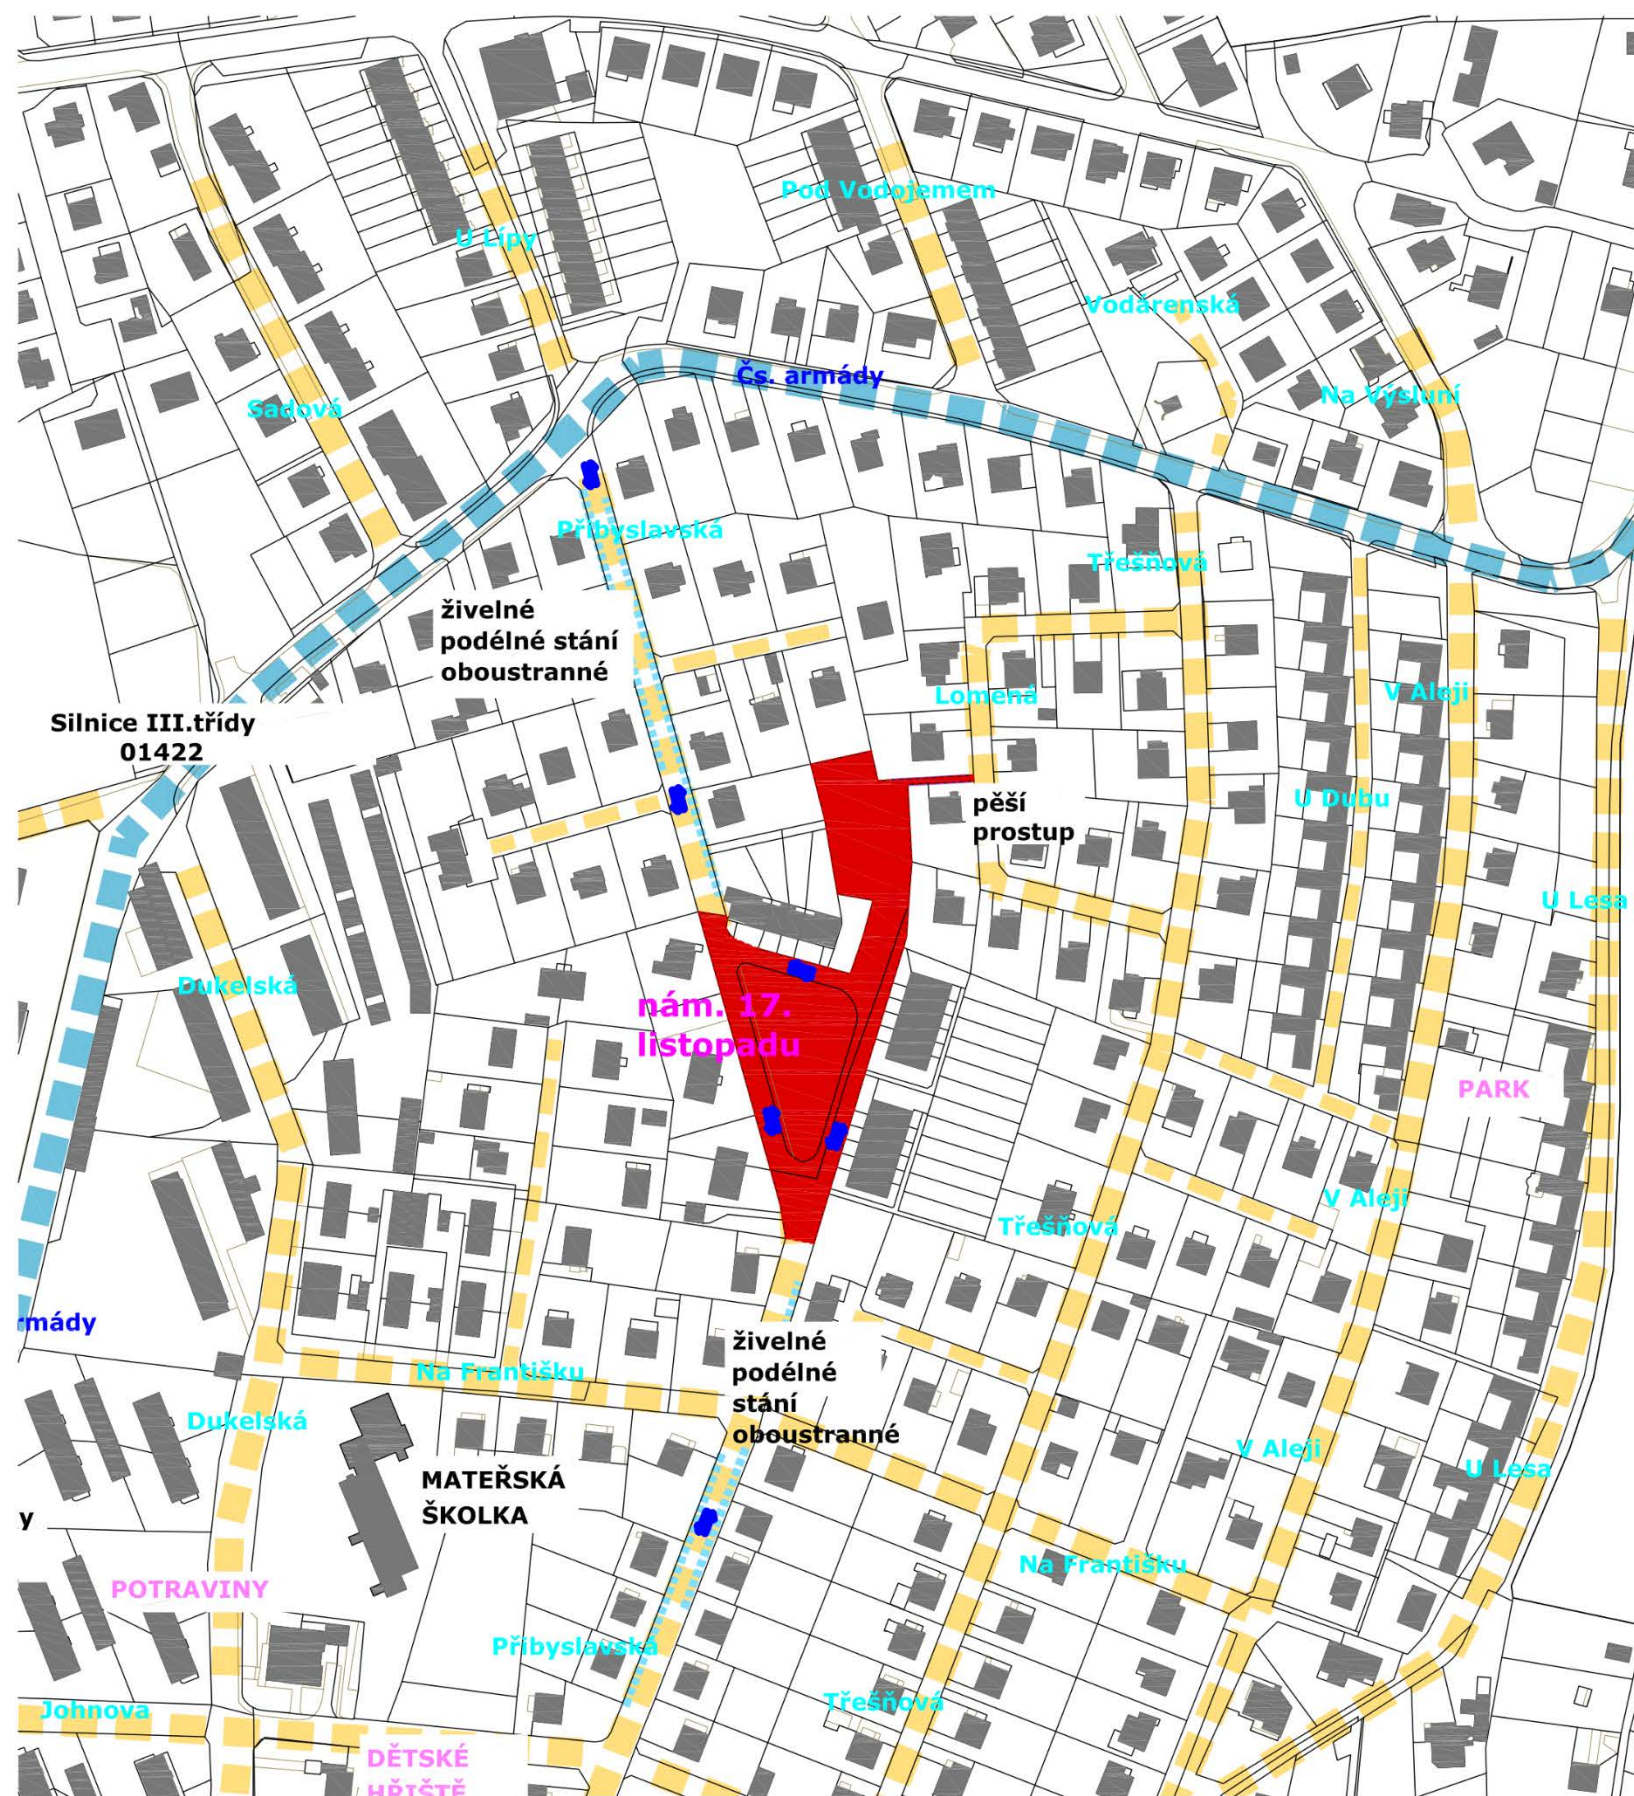 Pod Vodojemem
U Lípy
Vodárenská
Čs. armády
Na Výsluní
Sadová
Přibyslavská
Třešňová
živelné
podélné stání
oboustranné
Lomená
V Aleji
Silnice III.třídy
01422
U Dubu
pěší
prostup
U Lesa
Dukelská
nám. 17.
listopadu
PARK
V Aleji
Třešňová
rmády
živelné
podélné
stání
oboustranné
Na Františku
Dukelská
V Aleji
U Lesa
MATEŘSKÁ
ŠKOLKA
y
Na Františku
POTRAVINY
Přibyslavská
Třešňová
Johnova
DĚTSKÉ
HŘIŠTĚ